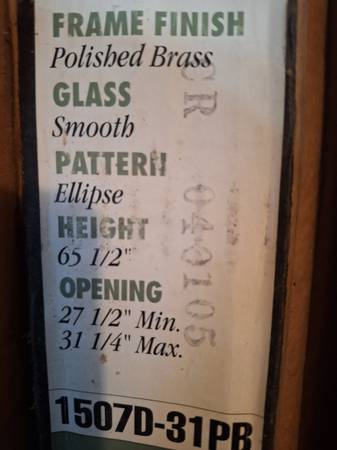 FRAME FINISH
Polished Brass
GLASS
Smooth
PATTERN
Ellipse
HEIGHT
65 1/2"
OPENING
27 1/2" Min.
31 1/4" Max.
CR 040105
1507D-31PB